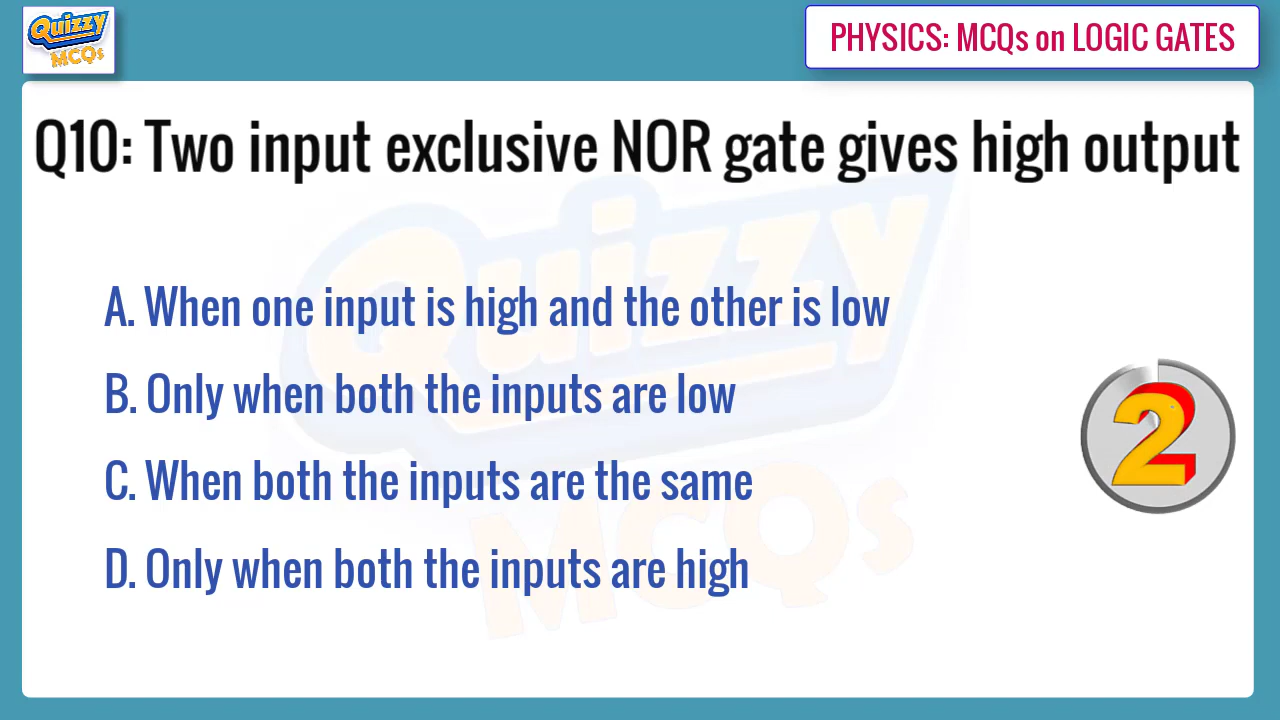 Quizzy
MCQs
PHYSICS: MCQs on LOGIC GATES
Q10: Two input exclusive NOR gate gives high output
Quizzy
MCQs
A. When one input is high and the other is low
B. Only when both the inputs are low
C. When both the inputs are the same
D. Only when both the inputs are high
2